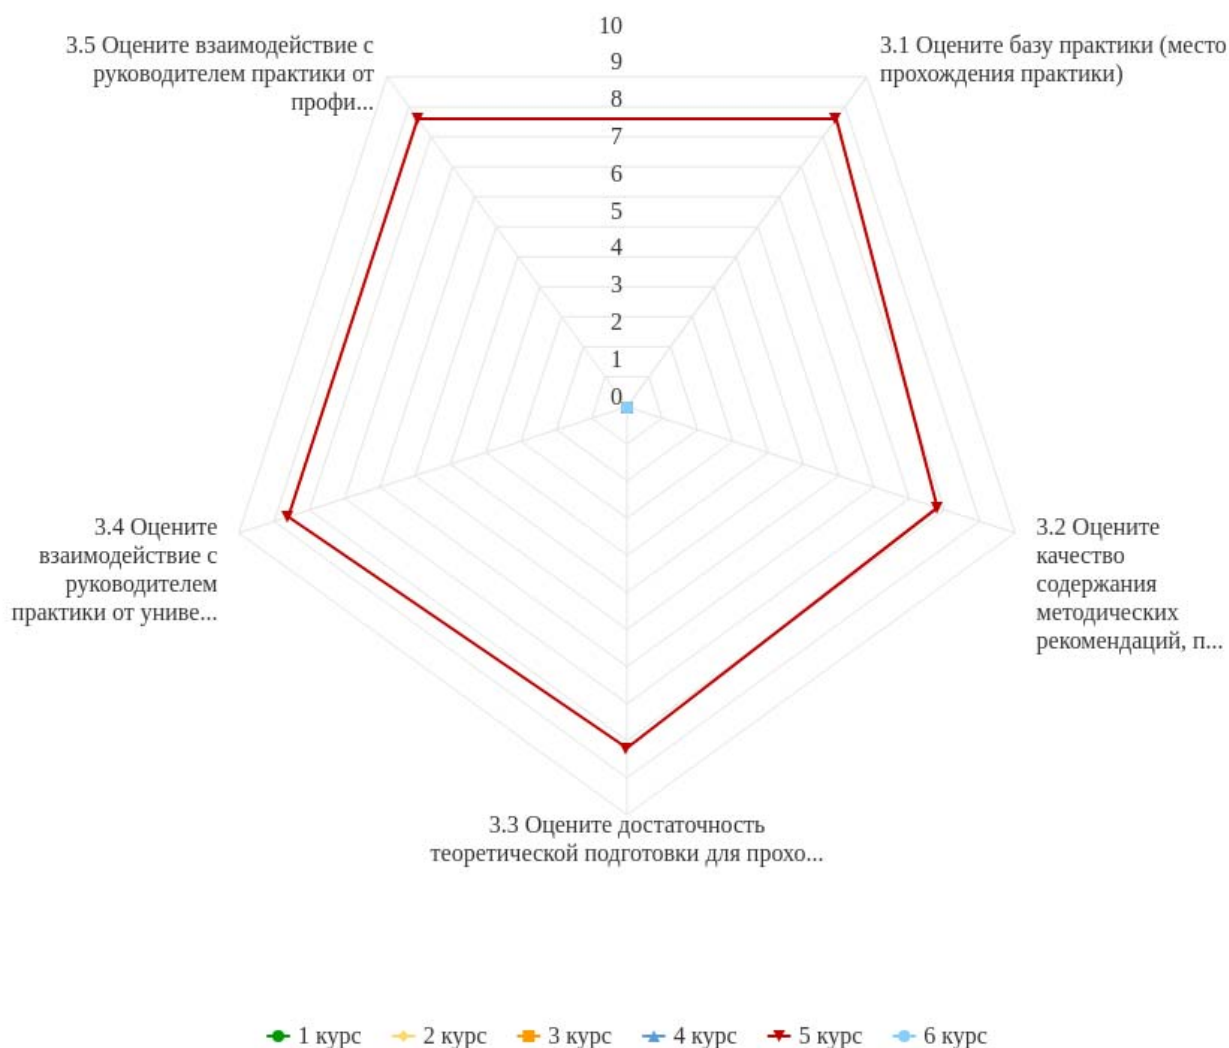 10
3.5 Оцените взаимодействие с
руководителем практики от
профи...
3.1 Оцените базу практики (место
прохождения практики)
9
8
7
6
5
4
3
2
1
0
3.4 Оцените
взаимодействие с
руководителем
практики от униве...
3.2 Оцените
качество
содержания
методических
рекомендаций, п...
3.3 Оцените достаточность
теоретической подготовки для прохо...
1 курс 2 курс 3 курс 4 курс 5 курс 6 курс